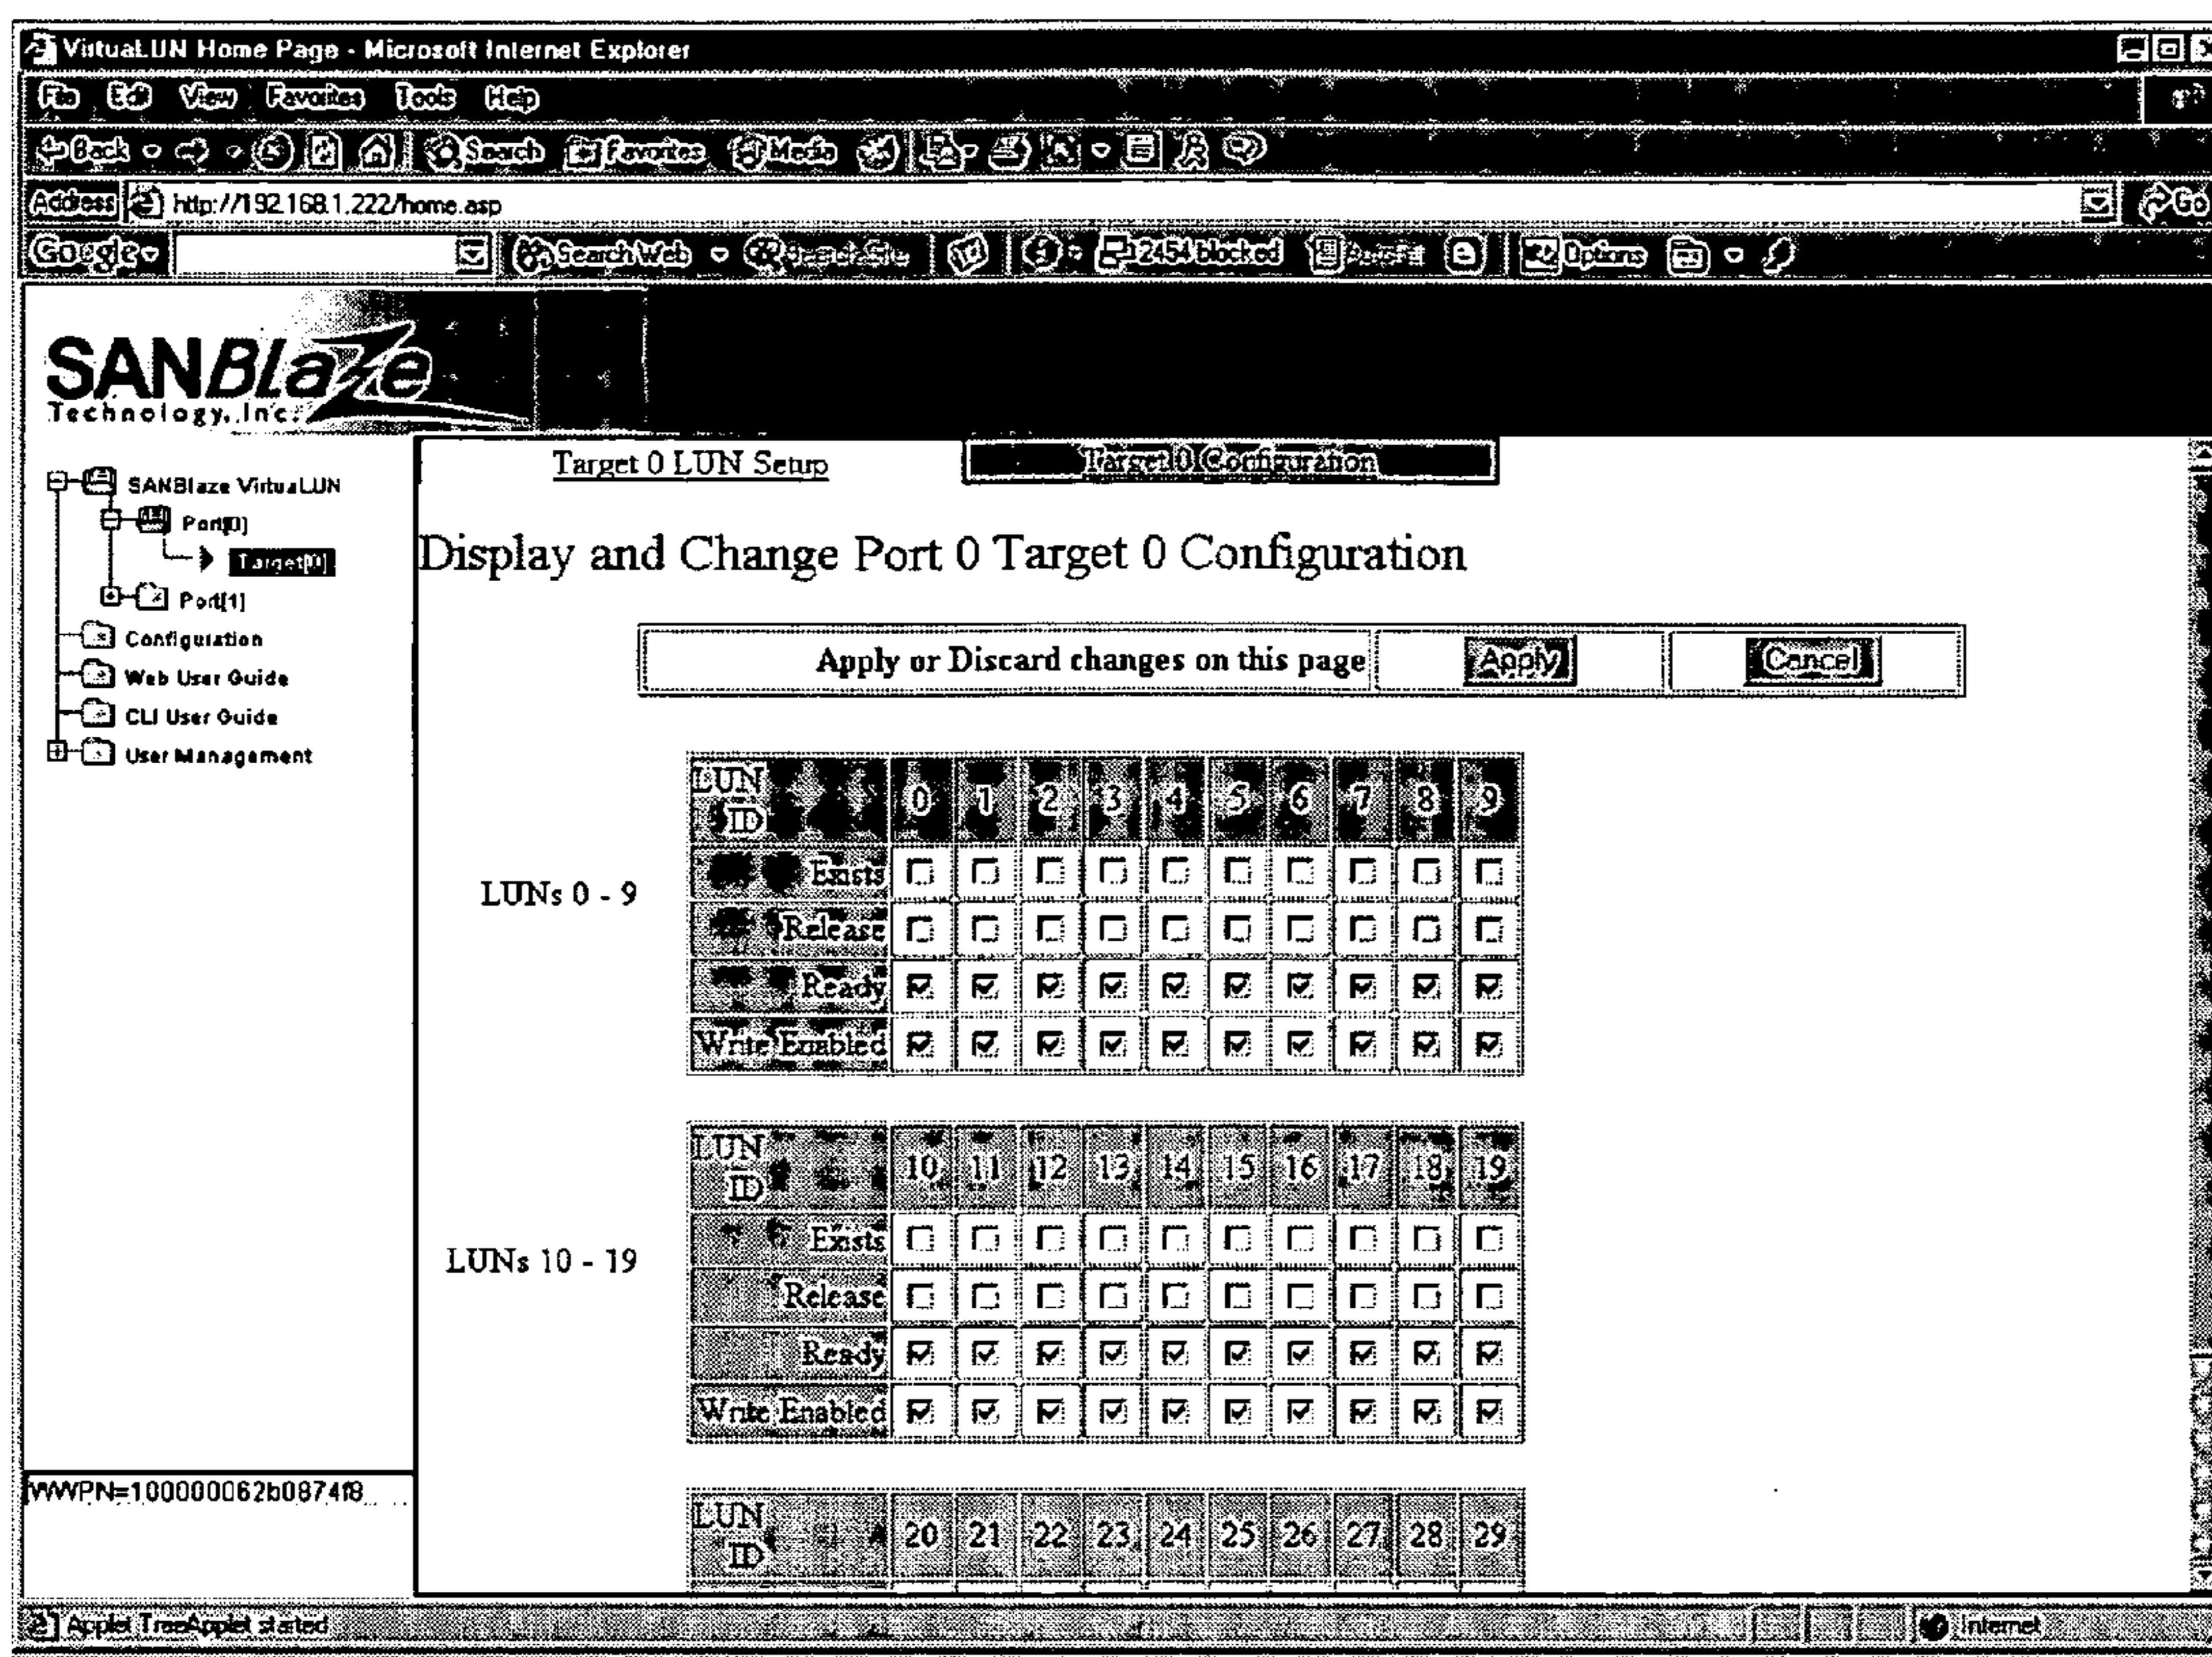 VirtuaLUN Home Page - Microsoft Internet Explorer
File Edit View Favorites Tools Help
Back Search Favorites Media
Address http://192.168.1.222/home.asp Go
Google Search Web Search Site 2454 blocked AutoFill Options
SANBlaze
Technology, Inc.
SANBlaze VirtuaLUN
Port[0]
Target[0]
Port[1]
Configuration
Web User Guide
CLI User Guide
User Management
WWPN=100000062b0874f8
Target 0 LUN Setup Target 0 Configuration
Display and Change Port 0 Target 0 Configuration
Apply or Discard changes on this page Apply Cancel
LUNs 0 - 9
LUN ID 0 1 2 3 4 5 6 7 8 9
Exists
Release
Ready
Write Enabled
LUNs 10 - 19
LUN ID 10 11 12 13 14 15 16 17 18 19
Exists
Release
Ready
Write Enabled
LUN ID 20 21 22 23 24 25 26 27 28 29
Applet TreeApplet started Internet